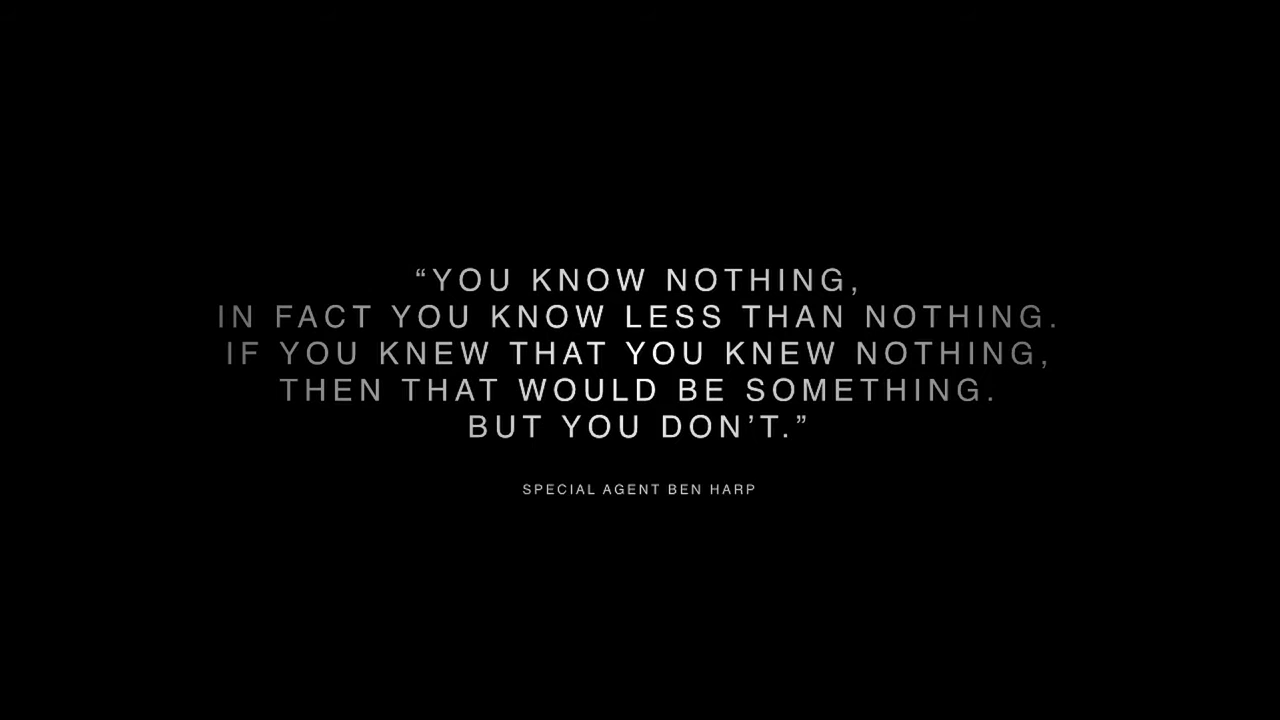 “YOU KNOW NOTHING,
IN FACT YOU KNOW LESS THAN NOTHING.
IF YOU KNEW THAT YOU KNEW NOTHING,
THEN THAT WOULD BE SOMETHING.
BUT YOU DON’T.”
SPECIAL AGENT BEN HARP